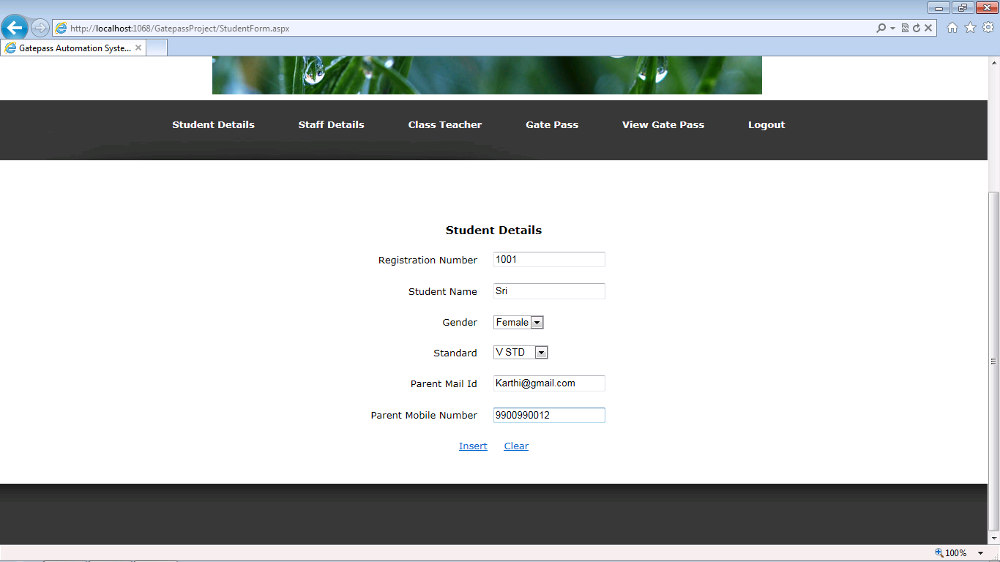 http://localhost:1068/GatepassProject/StudentForm.aspx
Gatepass Automation Syste...
Student Details Staff Details Class Teacher Gate Pass View Gate Pass Logout
Student Details
Registration Number 1001
Student Name Sri
Gender Female
Standard V STD
Parent Mail Id Karthi@gmail.com
Parent Mobile Number 9900990012
Insert Clear
100%